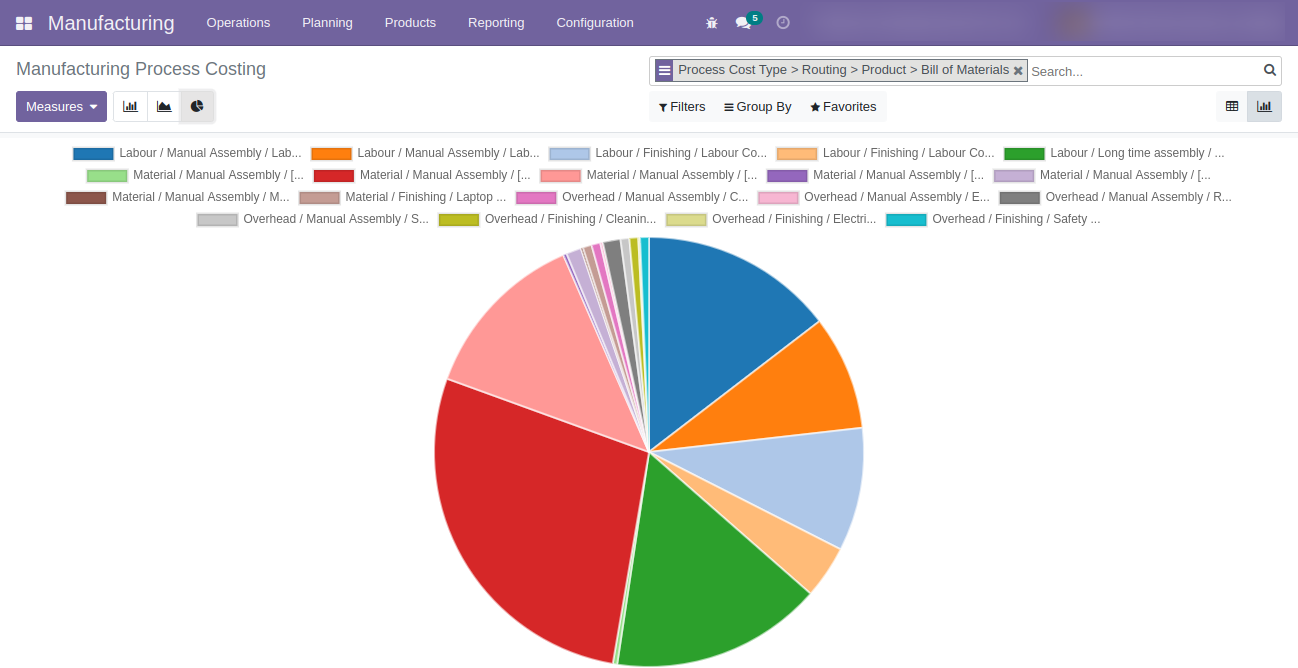 Manufacturing Operations Planning Products Reporting Configuration 5
Manufacturing Process Costing
Process Cost Type > Routing > Product > Bill of Materials Search...
Measures Filters Group By Favorites
Labour / Manual Assembly / Lab... Labour / Manual Assembly / Lab... Labour / Finishing / Labour Co... Labour / Finishing / Labour Co... Labour / Long time assembly / ...
Material / Manual Assembly / [... Material / Manual Assembly / [... Material / Manual Assembly / [... Material / Manual Assembly / [... Material / Manual Assembly / [...
Material / Manual Assembly / M... Material / Finishing / Laptop ... Overhead / Manual Assembly / C... Overhead / Manual Assembly / E... Overhead / Manual Assembly / R...
Overhead / Manual Assembly / S... Overhead / Finishing / Cleanin... Overhead / Finishing / Electri... Overhead / Finishing / Safety ...